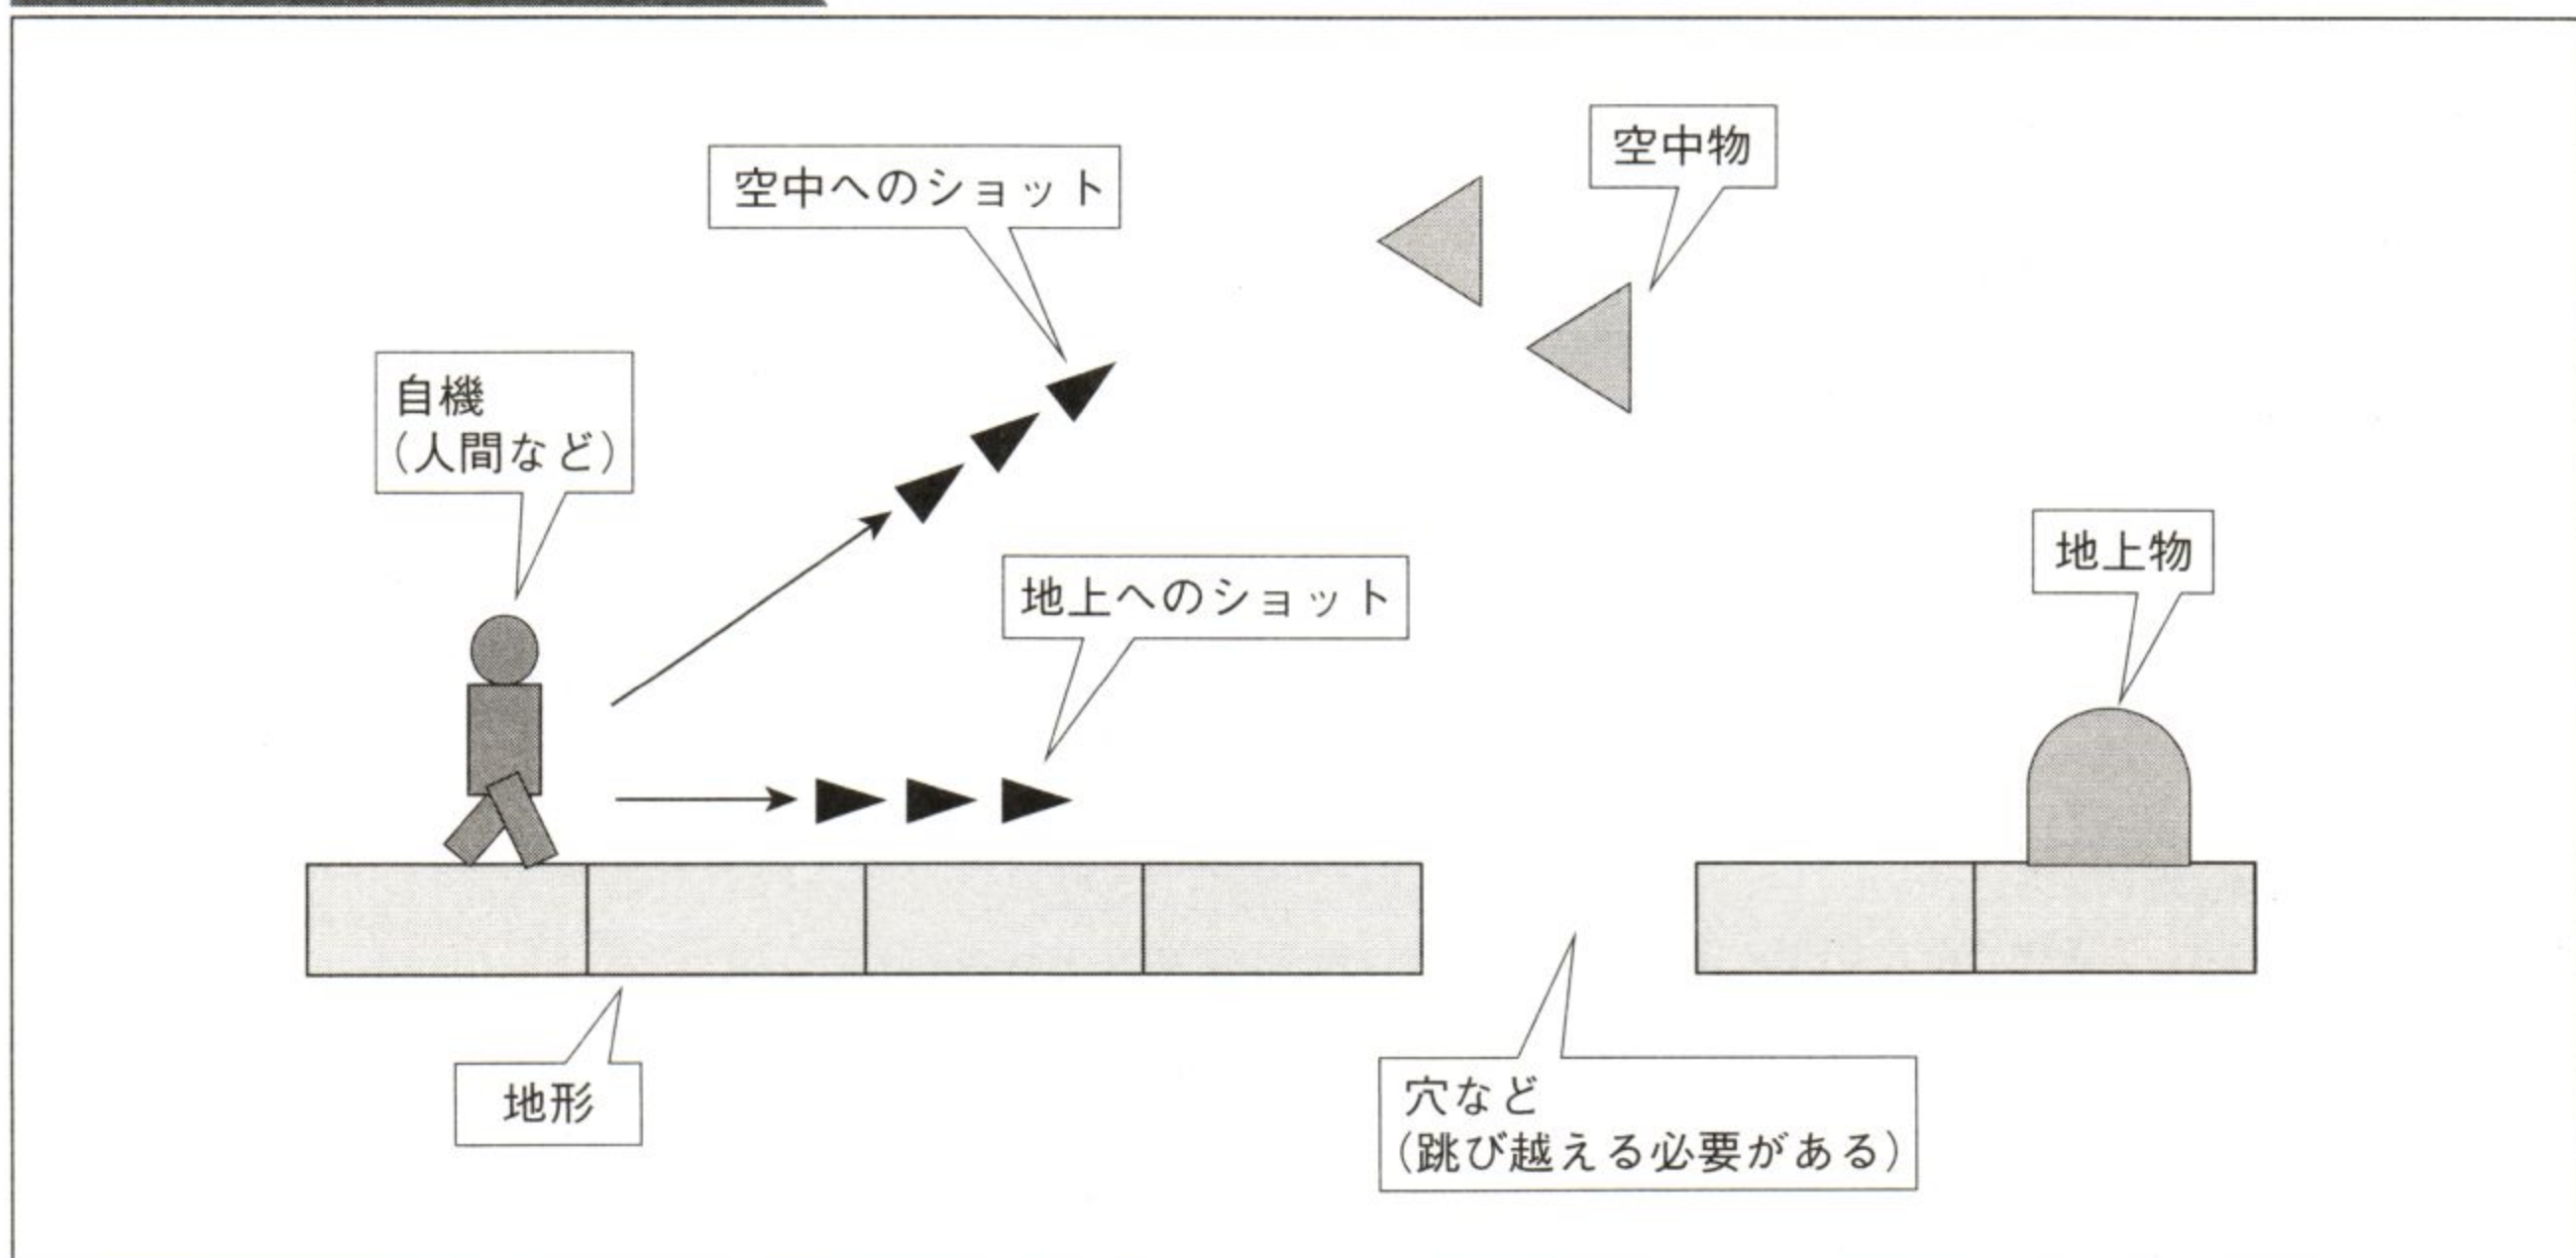 空中物
空中へのショット
自機
(人間など)
地上物
地上へのショット
地形
穴など
(跳び越える必要がある)